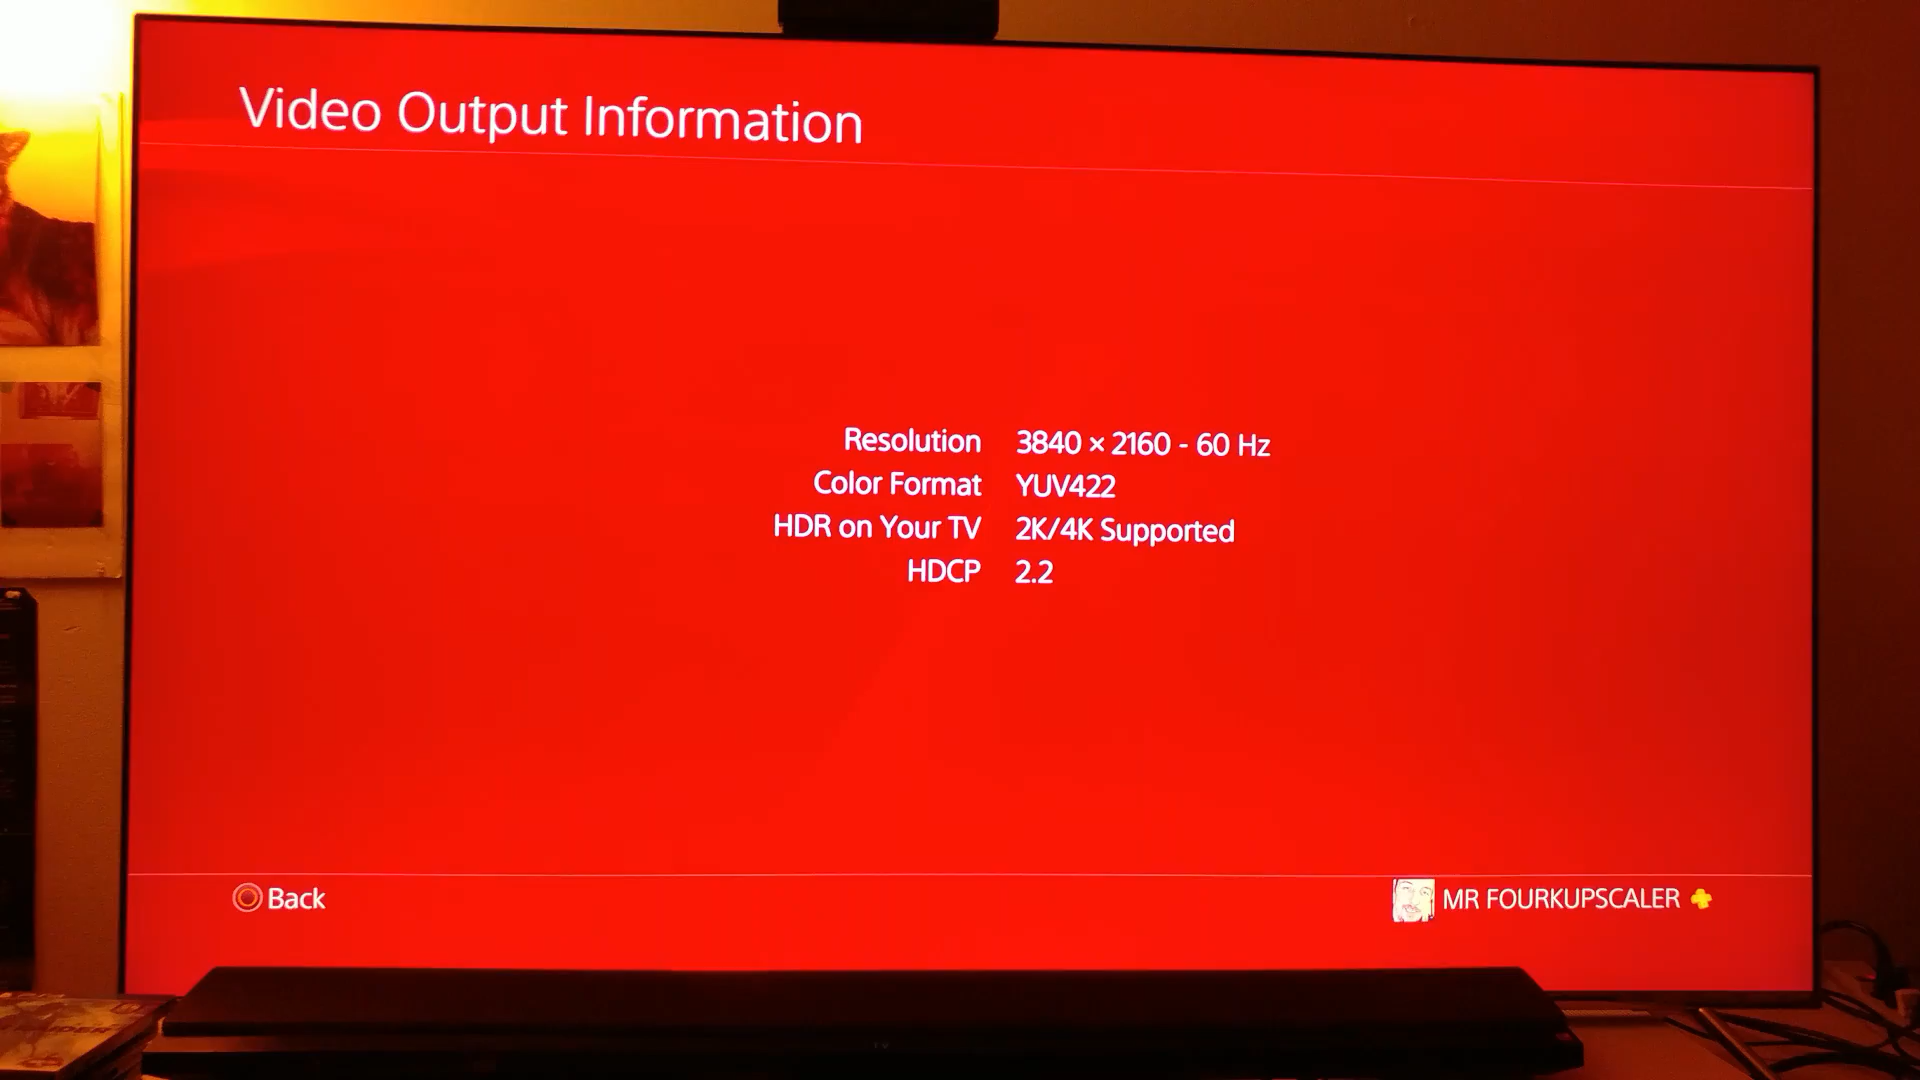 Video Output Information
Resolution 3840 × 2160 - 60 Hz
Color Format YUV422
HDR on Your TV 2K/4K Supported
HDCP 2.2
Back
MR FOURKUPSCALER